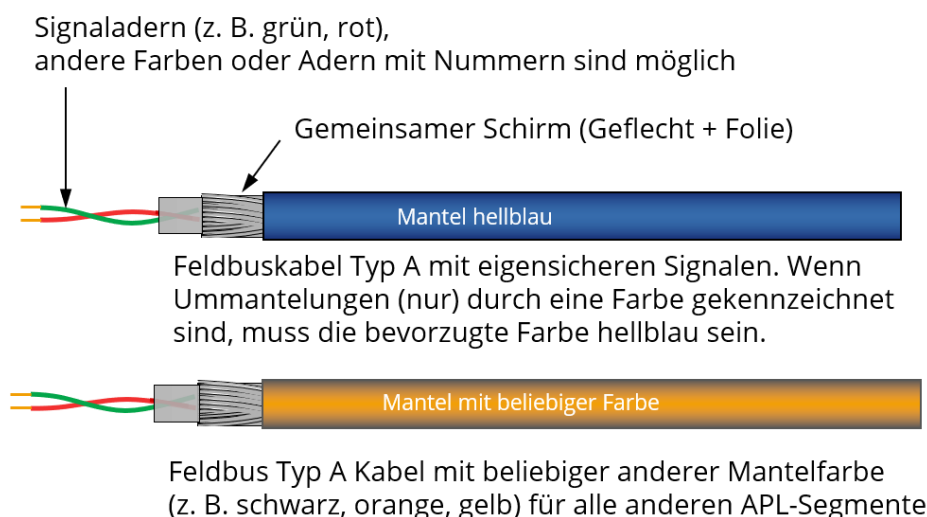 Signaladern (z. B. grün, rot),
andere Farben oder Adern mit Nummern sind möglich
Gemeinsamer Schirm (Geflecht + Folie)
Mantel hellblau
Feldbuskabel Typ A mit eigensicheren Signalen. Wenn
Ummantelungen (nur) durch eine Farbe gekennzeichnet
sind, muss die bevorzugte Farbe hellblau sein.
Mantel mit beliebiger Farbe
Feldbus Typ A Kabel mit beliebiger anderer Mantelfarbe
(z. B. schwarz, orange, gelb) für alle anderen APL-Segmente